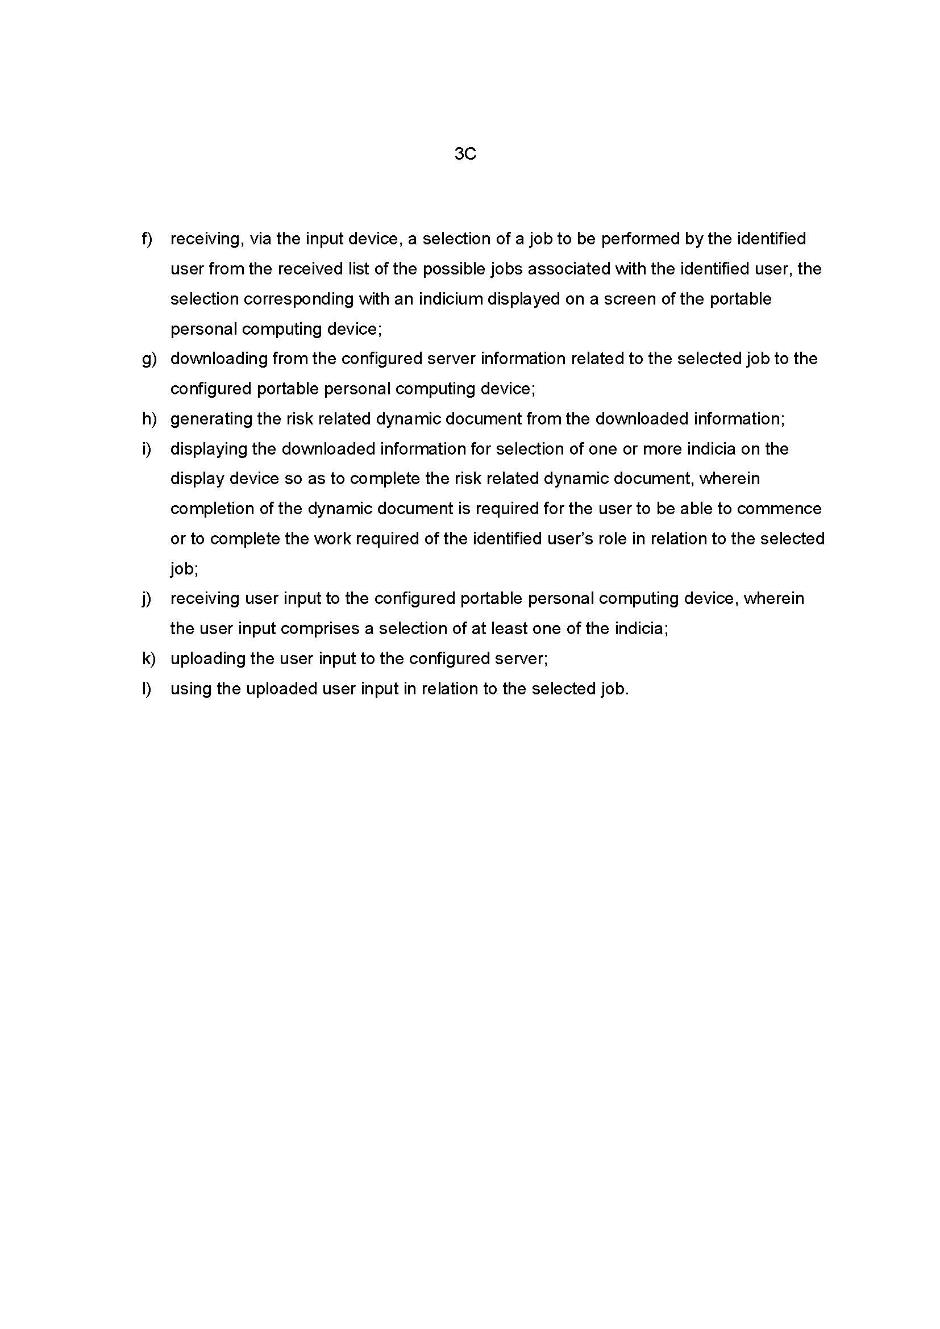 3C
f) receiving, via the input device, a selection of a job to be performed by the identified
user from the received list of the possible jobs associated with the identified user, the
selection corresponding with an indicium displayed on a screen of the portable
personal computing device;
g) downloading from the configured server information related to the selected job to the
configured portable personal computing device;
h) generating the risk related dynamic document from the downloaded information;
i) displaying the downloaded information for selection of one or more indicia on the
display device so as to complete the risk related dynamic document, wherein
completion of the dynamic document is required for the user to be able to commence
or to complete the work required of the identified user's role in relation to the selected
job;
j) receiving user input to the configured portable personal computing device, wherein
the user input comprises a selection of at least one of the indicia;
k) uploading the user input to the configured server;
l) using the uploaded user input in relation to the selected job.